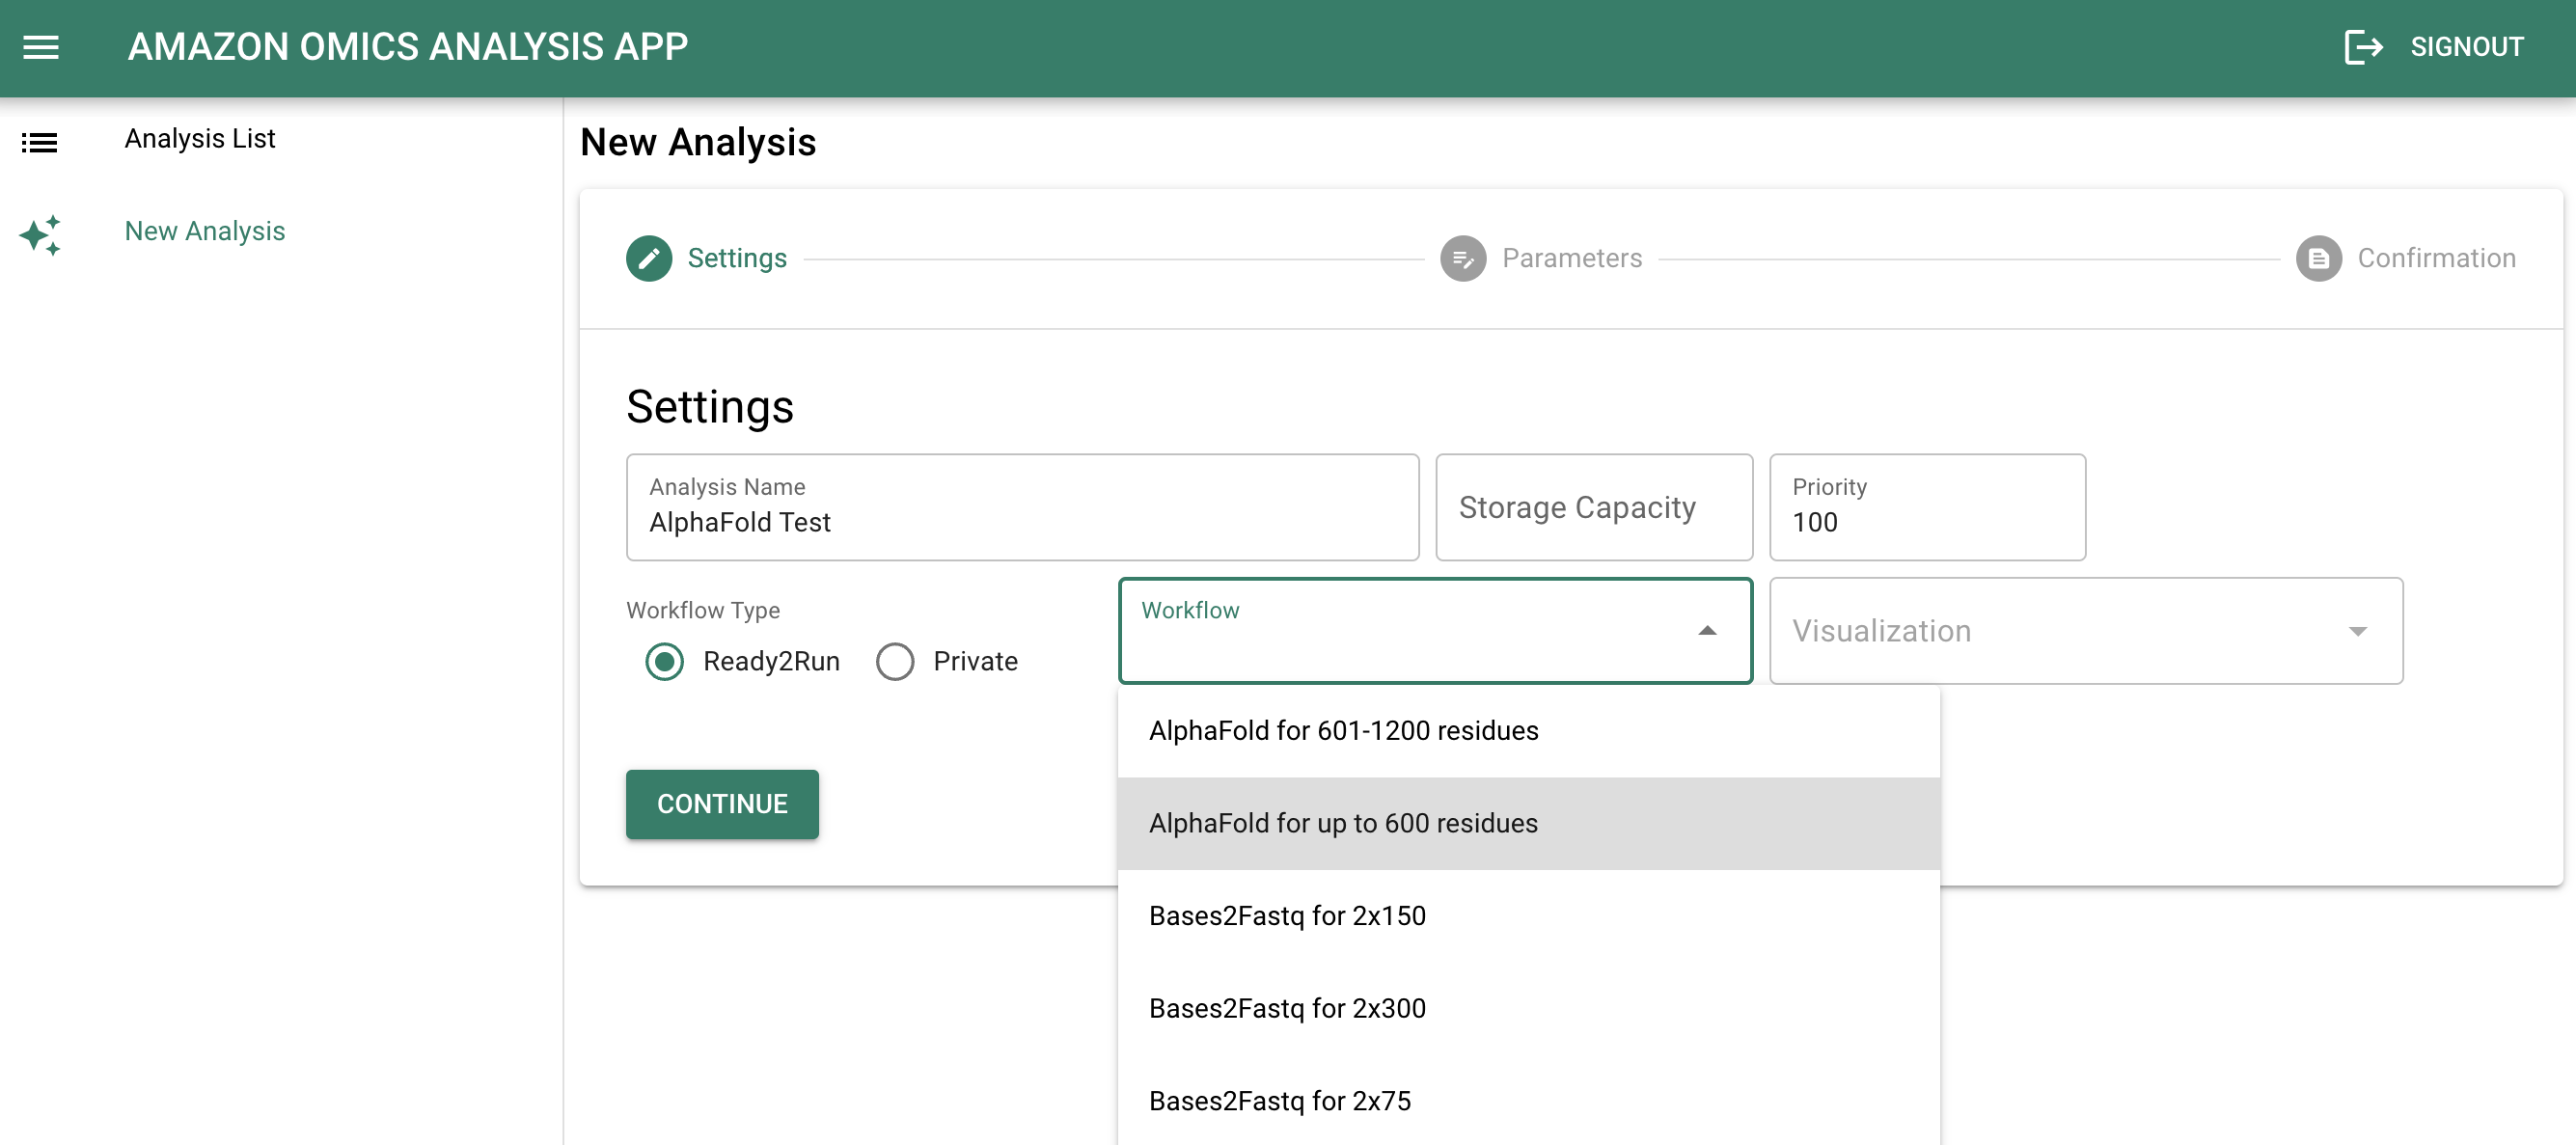 AMAZON OMICS ANALYSIS APP
SIGNOUT
Analysis List
New Analysis
New Analysis
Settings
Parameters
Confirmation
Settings
Analysis Name
AlphaFold Test
Storage Capacity
Priority
100
Workflow Type
Ready2Run
Private
Workflow
Visualization
AlphaFold for 601-1200 residues
AlphaFold for up to 600 residues
Bases2Fastq for 2x150
Bases2Fastq for 2x300
Bases2Fastq for 2x75
CONTINUE